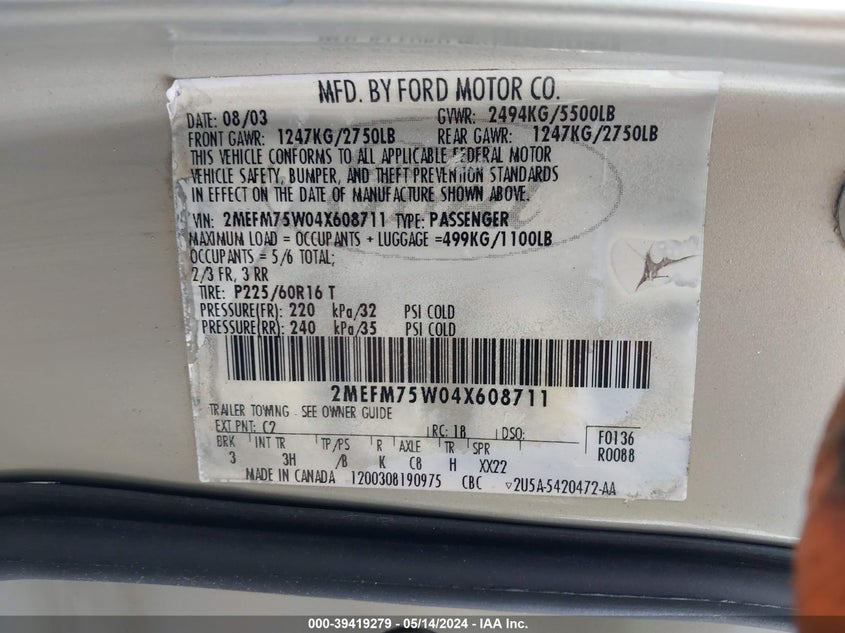 MFD. BY FORD MOTOR CO.
DATE: 08/03 GVWR: 2494KG/5500LB
FRONT GAWR: 1247KG/2750LB REAR GAWR: 1247KG/2750LB
THIS VEHICLE CONFORMS TO ALL APPLICABLE FEDERAL MOTOR
VEHICLE SAFETY, BUMPER, AND THEFT PREVENTION STANDARDS
IN EFFECT ON THE DATE OF MANUFACTURE SHOWN ABOVE.
VIN: 2MEFM75W04X608711 TYPE: PASSENGER
MAXIMUM LOAD = OCCUPANTS + LUGGAGE =499KG/1100LB
OCCUPANTS = 5/6 TOTAL;
2/3 FR, 3 RR
TIRE: P225/60R16 T
PRESSURE(FR): 220 kPa/32 PSI COLD
PRESSURE(RR): 240 kPa/35 PSI COLD
2MEFM75W04X608711
TRAILER TOWING - SEE OWNER GUIDE
EXT PNT: C2 RC: 18 DSO: F0136
BRK INT TR TP/PS R AXLE TR SPR R0088
3 3H /B K C8 H XX22
MADE IN CANADA 1200308190975 CBC ▽2U5A-5420472-AA
000-39419279 - 05/14/2024 - IAA Inc.